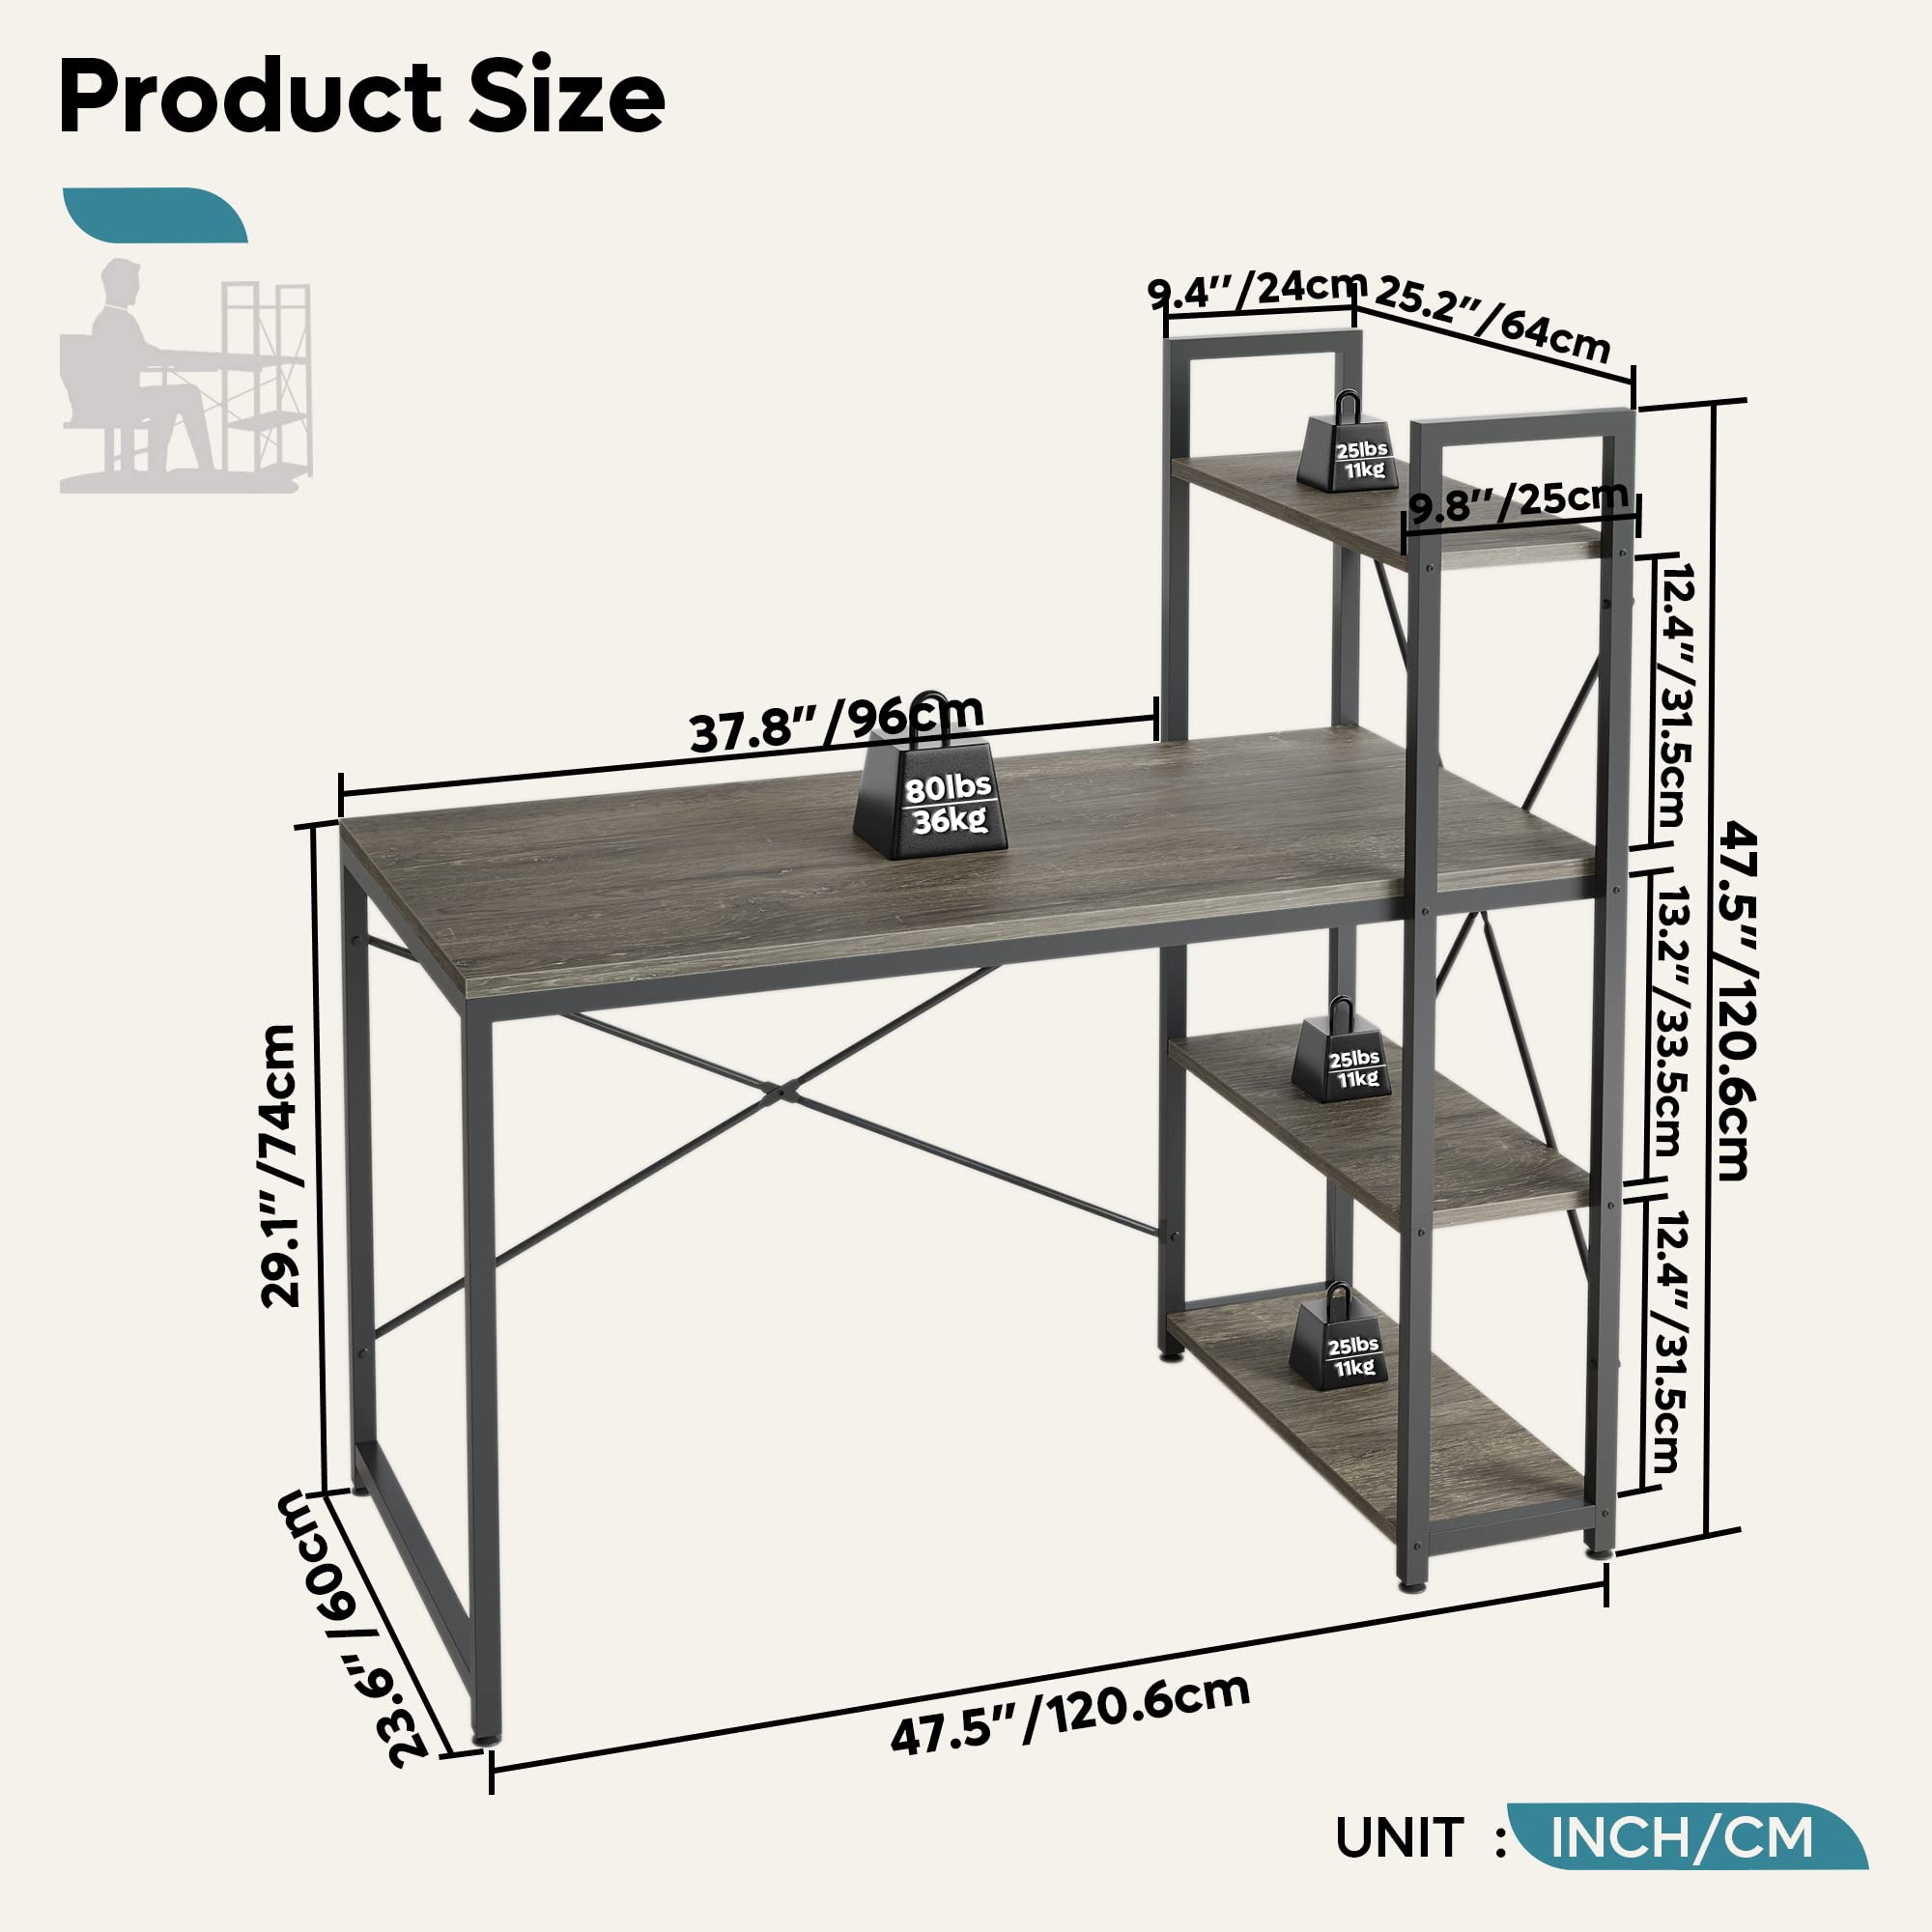 Product Size
9.4"/24cm
25.2"/64cm
25lbs
11kg
9.8"/25cm
12.4"/31.5cm
37.8"/96cm
80lbs
36kg
47.5"/120.6cm
13.2"/33.5cm
29.1"/74cm
25lbs
11kg
12.4"/31.5cm
25lbs
11kg
23.6"/60cm
47.5"/120.6cm
UNIT : INCH/CM